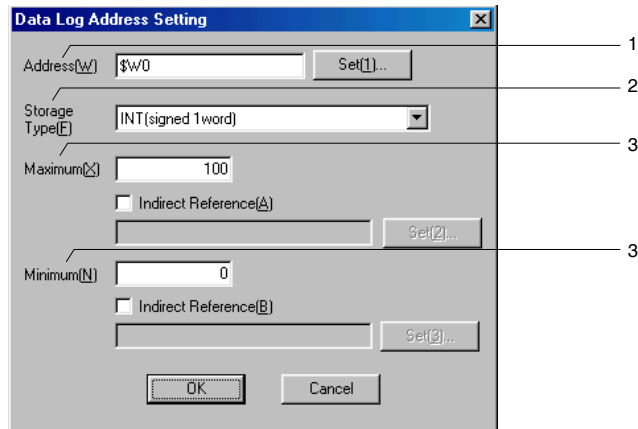 Data Log Address Setting
1
Address(W) $W0 Set(1)...
2
Storage
Type(F) INT(signed 1word)
3
Maximum(X) 100
Indirect Reference(A)
Set(2)...
3
Minimum(N) 0
Indirect Reference(B)
Set(3)...
OK Cancel